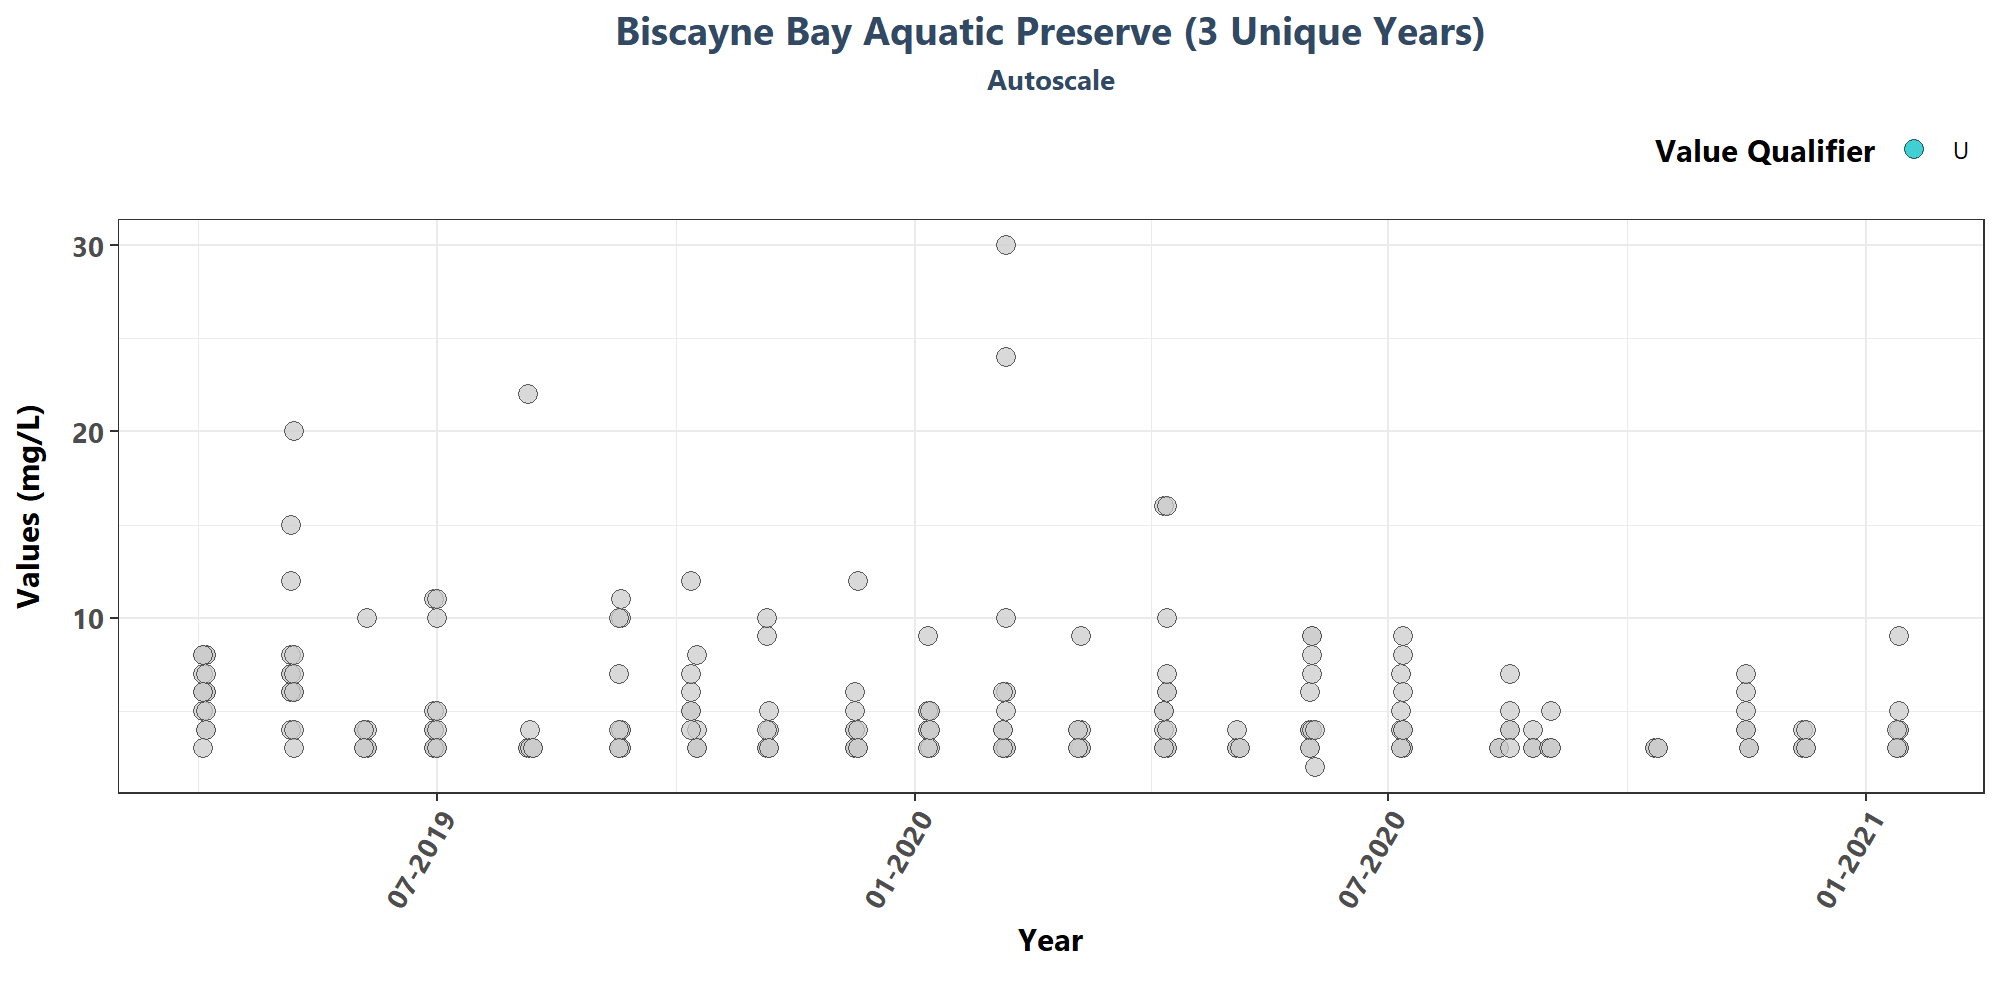 Biscayne Bay Aquatic Preserve (3 Unique Years)
Autoscale
Value Qualifier U
Values (mg/L)
30
20
10
07-2019
01-2020
07-2020
01-2021
Year